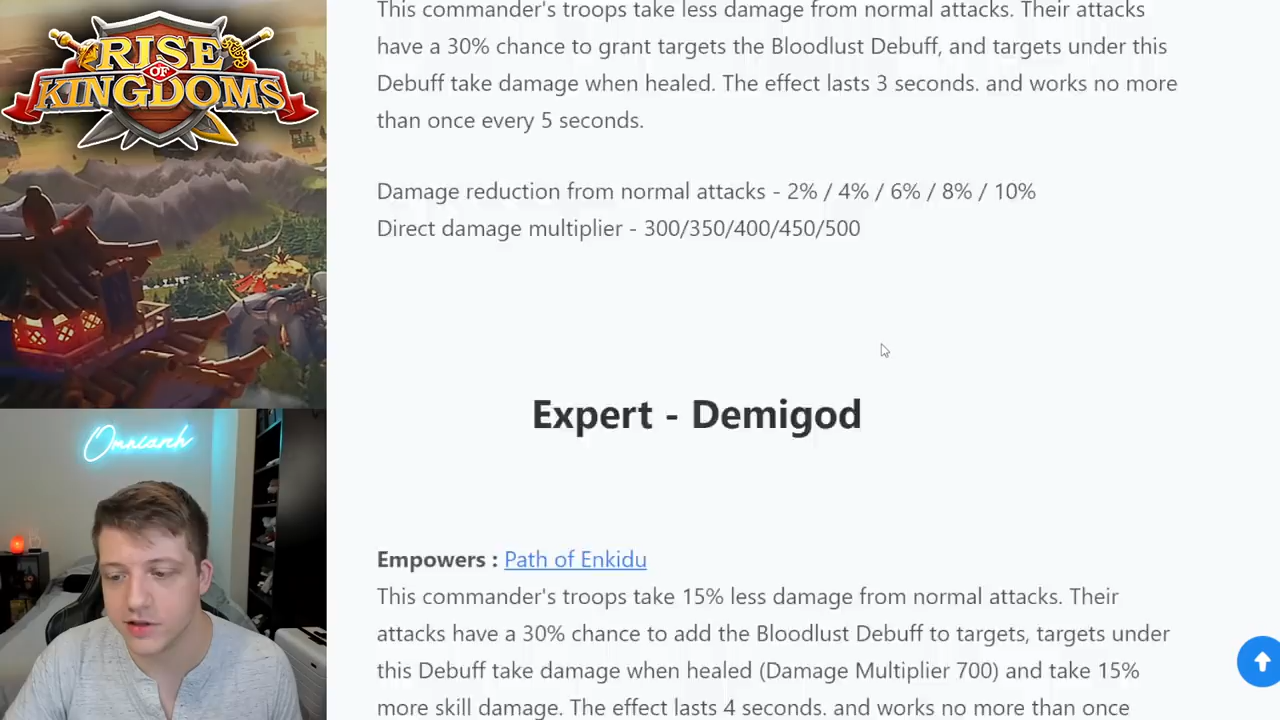 RISE
OF
KINGDOMS
Omniarch
This commander's troops take less damage from normal attacks. Their attacks
have a 30% chance to grant targets the Bloodlust Debuff, and targets under this
Debuff take damage when healed. The effect lasts 3 seconds. and works no more
than once every 5 seconds.
Damage reduction from normal attacks - 2% / 4% / 6% / 8% / 10%
Direct damage multiplier - 300/350/400/450/500
Expert - Demigod
Empowers : Path of Enkidu
This commander's troops take 15% less damage from normal attacks. Their
attacks have a 30% chance to add the Bloodlust Debuff to targets, targets under
this Debuff take damage when healed (Damage Multiplier 700) and take 15%
more skill damage. The effect lasts 4 seconds. and works no more than once